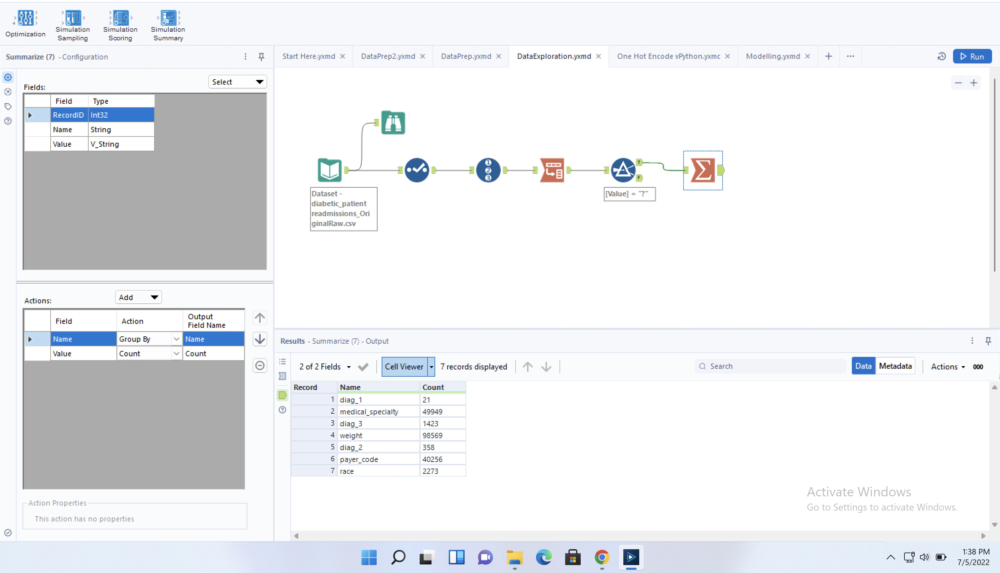 Optimization
Simulation
Sampling
Simulation
Scoring
Simulation
Summary
Summarize (7) - Configuration
Start Here.yxmd
DataPrep2.yxmd
DataPrep.yxmd
DataExploration.yxmd
One Hot Encode vPython.yxmc
Modelling.yxmd
Run
Fields:
Select
Field Type
RecordID Int32
Name String
Value V_String
1
2
3
T
F
Dataset -
diabetic_patient
readmissions_Ori
ginalRaw.csv
[Value] = "?"
Actions:
Add
Field Action Output
Field Name
Name Group By Name
Value Count Count
Action Properties
This action has no properties
Results - Summarize (7) - Output
2 of 2 Fields
Cell Viewer
7 records displayed
Search
Data
Metadata
Actions
000
Record Name Count
1 diag_1 21
2 medical_specialty 49949
3 diag_3 1423
4 weight 98569
5 diag_2 358
6 payer_code 40256
7 race 2273
Activate Windows
Go to Settings to activate Windows.
1:38 PM
7/5/2022